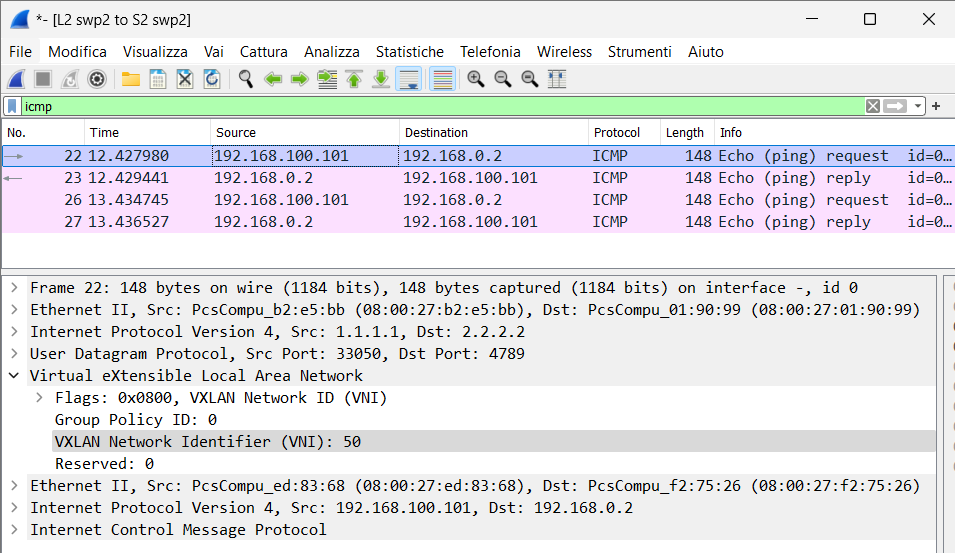 *- [L2 swp2 to S2 swp2]
File Modifica Visualizza Vai Cattura Analizza Statistiche Telefonia Wireless Strumenti Aiuto
icmp
No. Time Source Destination Protocol Length Info
22 12.427980 192.168.100.101 192.168.0.2 ICMP 148 Echo (ping) request id=0…
23 12.429441 192.168.0.2 192.168.100.101 ICMP 148 Echo (ping) reply id=0…
26 13.434745 192.168.100.101 192.168.0.2 ICMP 148 Echo (ping) request id=0…
27 13.436527 192.168.0.2 192.168.100.101 ICMP 148 Echo (ping) reply id=0…
Frame 22: 148 bytes on wire (1184 bits), 148 bytes captured (1184 bits) on interface -, id 0
Ethernet II, Src: PcsCompu_b2:e5:bb (08:00:27:b2:e5:bb), Dst: PcsCompu_01:90:99 (08:00:27:01:90:99)
Internet Protocol Version 4, Src: 1.1.1.1, Dst: 2.2.2.2
User Datagram Protocol, Src Port: 33050, Dst Port: 4789
Virtual eXtensible Local Area Network
Flags: 0x0800, VXLAN Network ID (VNI)
Group Policy ID: 0
VXLAN Network Identifier (VNI): 50
Reserved: 0
Ethernet II, Src: PcsCompu_ed:83:68 (08:00:27:ed:83:68), Dst: PcsCompu_f2:75:26 (08:00:27:f2:75:26)
Internet Protocol Version 4, Src: 192.168.100.101, Dst: 192.168.0.2
Internet Control Message Protocol